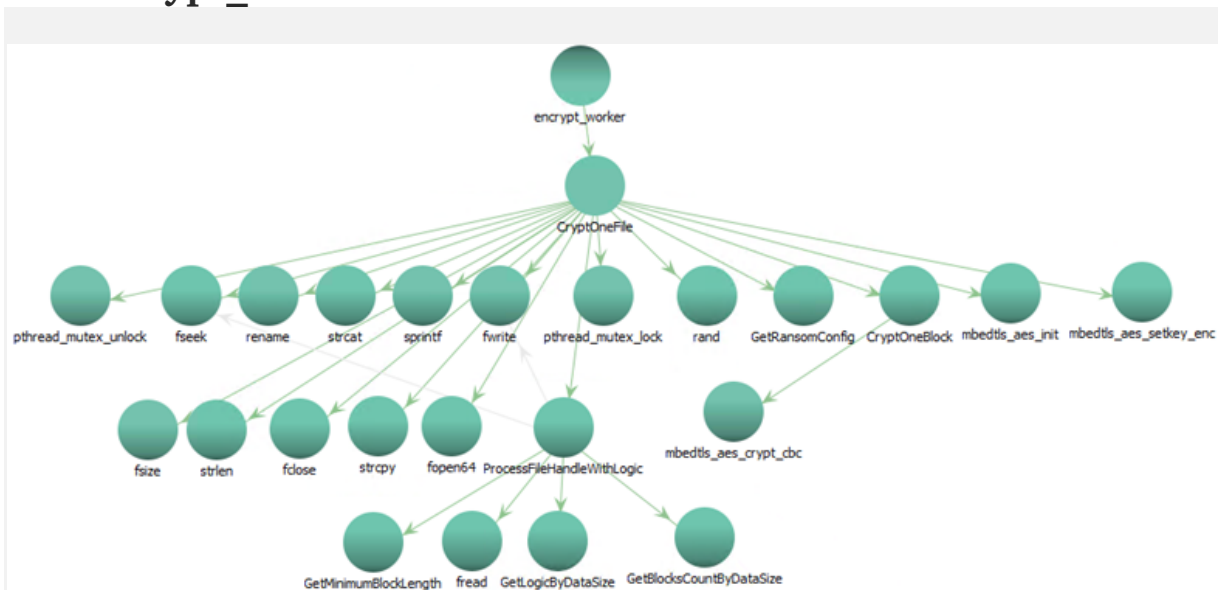 encrypt_worker
CryptOneFile
pthread_mutex_unlock fseek rename strcat sprintf fwrite pthread_mutex_lock rand GetRansomConfig CryptOneBlock mbedtls_aes_init mbedtls_aes_setkey_enc
fsize strlen fclose strcpy fopen64 ProcessFileHandleWithLogic mbedtls_aes_crypt_cbc
GetMinimumBlockLength fread GetLogicByDataSize GetBlocksCountByDataSize